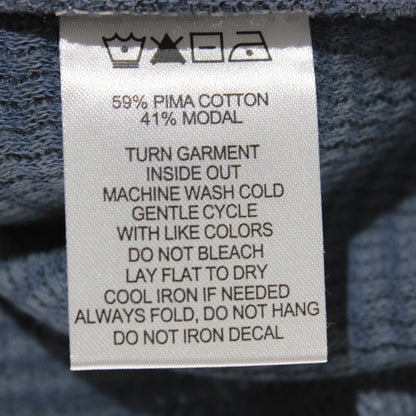 59% PIMA COTTON
41% MODAL
TURN GARMENT
INSIDE OUT
MACHINE WASH COLD
GENTLE CYCLE
WITH LIKE COLORS
DO NOT BLEACH
LAY FLAT TO DRY
COOL IRON IF NEEDED
ALWAYS FOLD, DO NOT HANG
DO NOT IRON DECAL